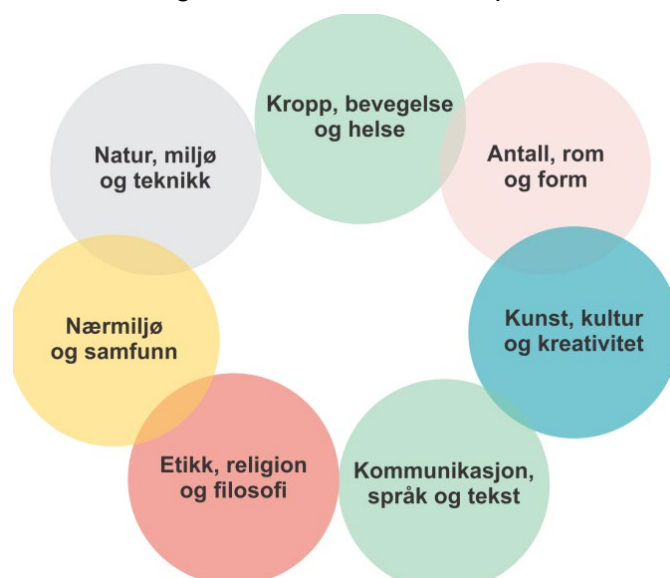 Kropp, bevegelse
og helse
Antall, rom
og form
Kunst, kultur
og kreativitet
Kommunikasjon,
språk og tekst
Etikk, religion
og filosofi
Nærmiljø
og samfunn
Natur, miljø
og teknikk